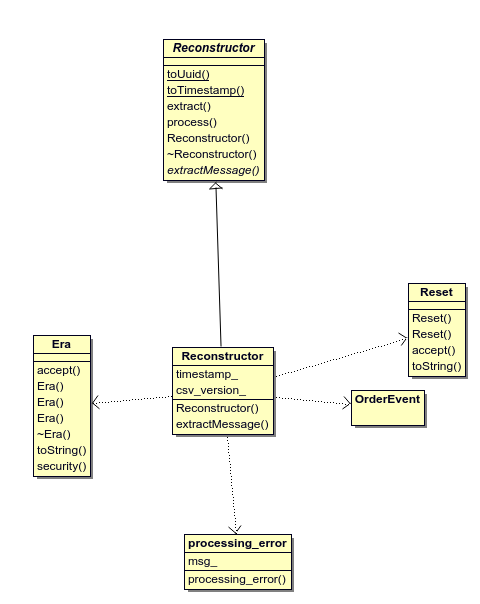 Reconstructor
toUuid()
toTimestamp()
extract()
process()
Reconstructor()
~Reconstructor()
extractMessage()
Reset
Reset()
Reset()
accept()
toString()
Era
accept()
Era()
Era()
Era()
~Era()
toString()
security()
Reconstructor
timestamp_
csv_version_
Reconstructor()
extractMessage()
OrderEvent
processing_error
msg_
processing_error()